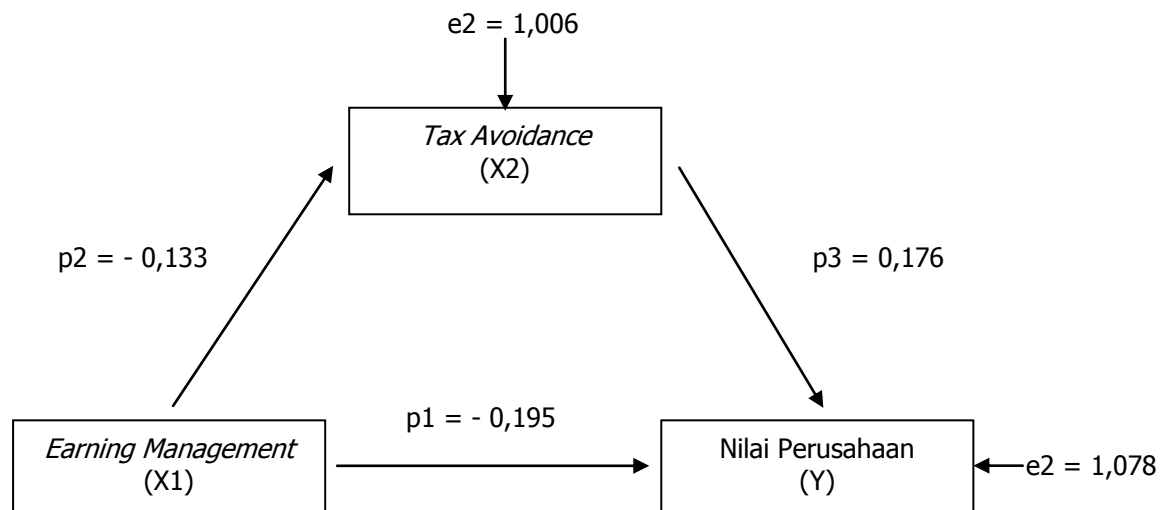 e2 = 1,006
Tax Avoidance
(X2)
p2 = - 0,133
p3 = 0,176
p1 = - 0,195
Earning Management
(X1)
Nilai Perusahaan
(Y)
e2 = 1,078